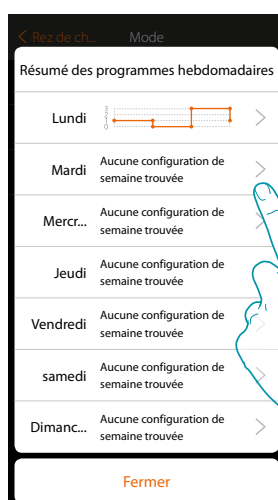 Rez de ch... Mode
Résumé des programmes hebdomadaires
Lundi
3
2
1
0
Mardi
Aucune configuration de
semaine trouvée
Mercr...
Aucune configuration de
semaine trouvée
Jeudi
Aucune configuration de
semaine trouvée
Vendredi
Aucune configuration de
semaine trouvée
samedi
Aucune configuration de
semaine trouvée
Dimanc...
Aucune configuration de
semaine trouvée
Fermer